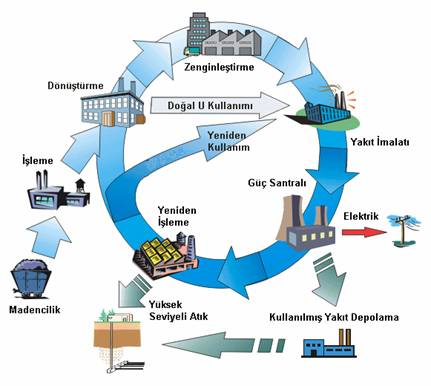 Zenginleştirme
Dönüştürme
Doğal U Kullanımı
Yeniden
Kullanım
Yakıt İmalatı
İşleme
Güç Santralı
Elektrik
Yeniden
İşleme
Madencilik
Yüksek
Seviyeli Atık
Kullanılmış Yakıt Depolama